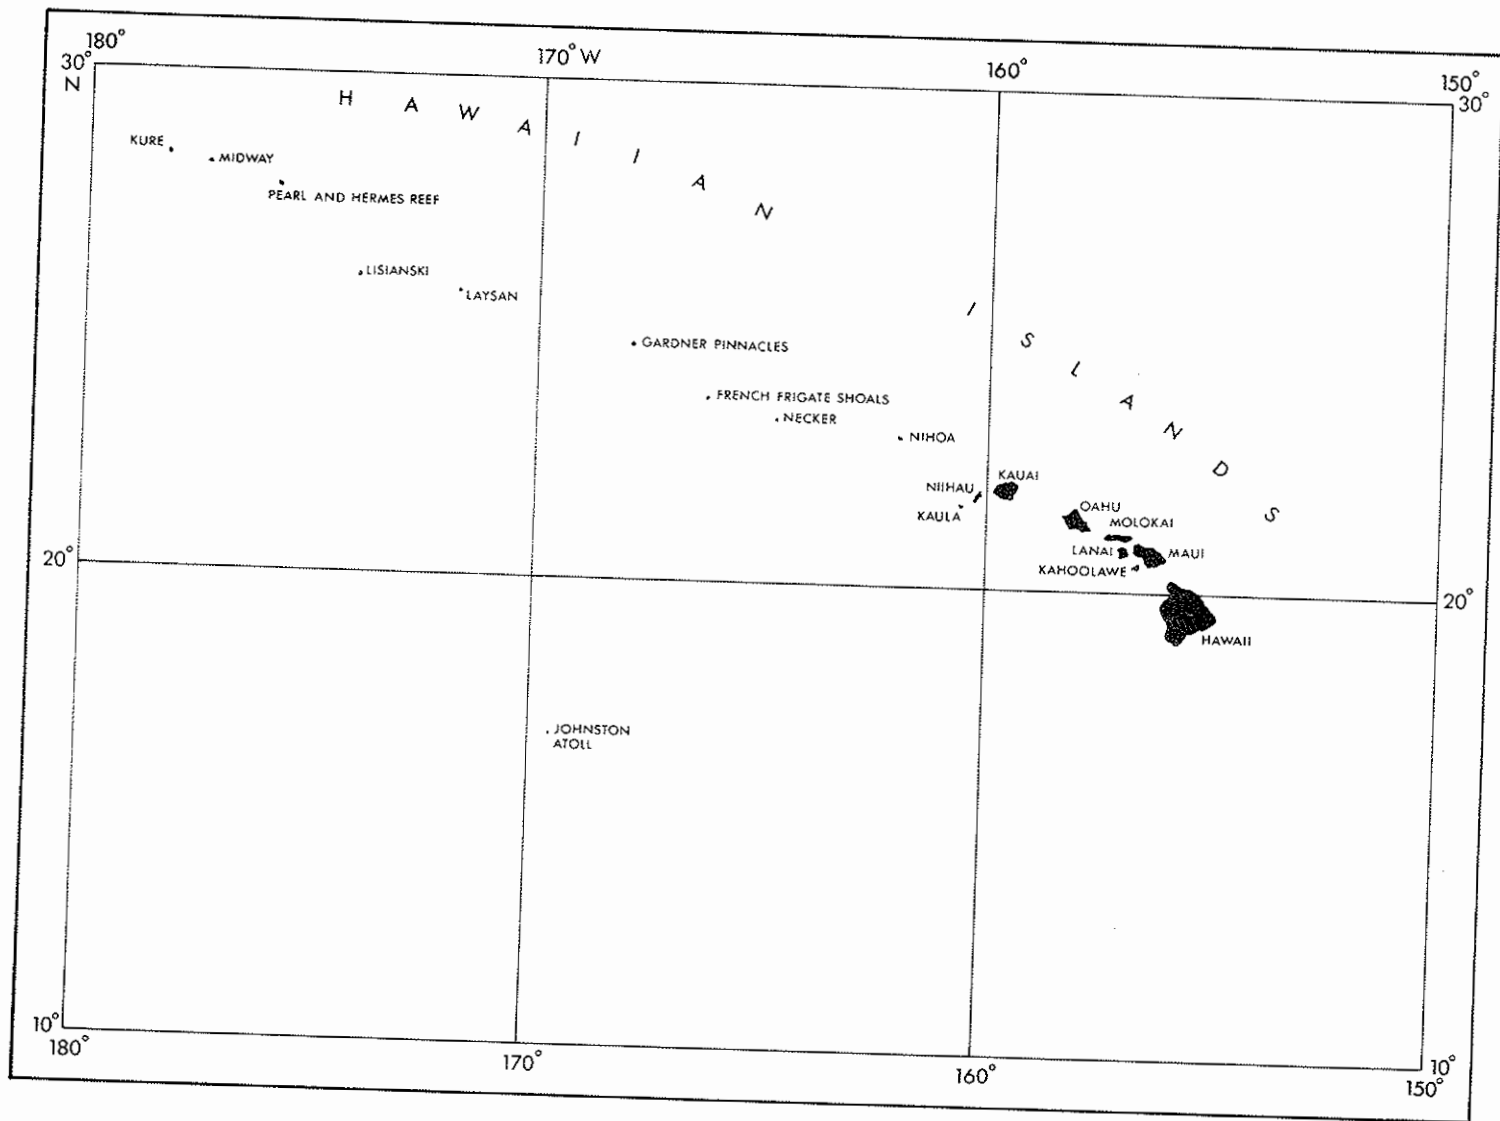 180°
170° W
160°
150°
30°
N
30°
H A W A I I A N
I S L A N D S
KURE
MIDWAY
PEARL AND HERMES REEF
LISIANSKI
LAYSAN
GARDNER PINNACLES
FRENCH FRIGATE SHOALS
NECKER
NIHOA
NIIHAU
KAUAI
KAULA
OAHU
MOLOKAI
LANAI
MAUI
KAHOOLAWE
20°
20°
HAWAII
JOHNSTON
ATOLL
10°
10°
180°
170°
160°
150°